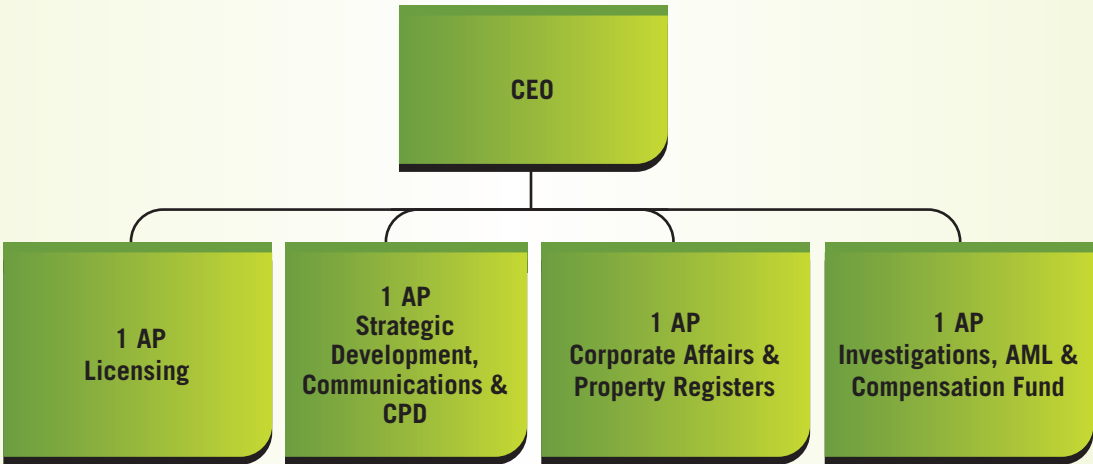 CEO
1 AP
Licensing
1 AP
Strategic
Development,
Communications &
CPD
1 AP
Corporate Affairs &
Property Registers
1 AP
Investigations, AML &
Compensation Fund